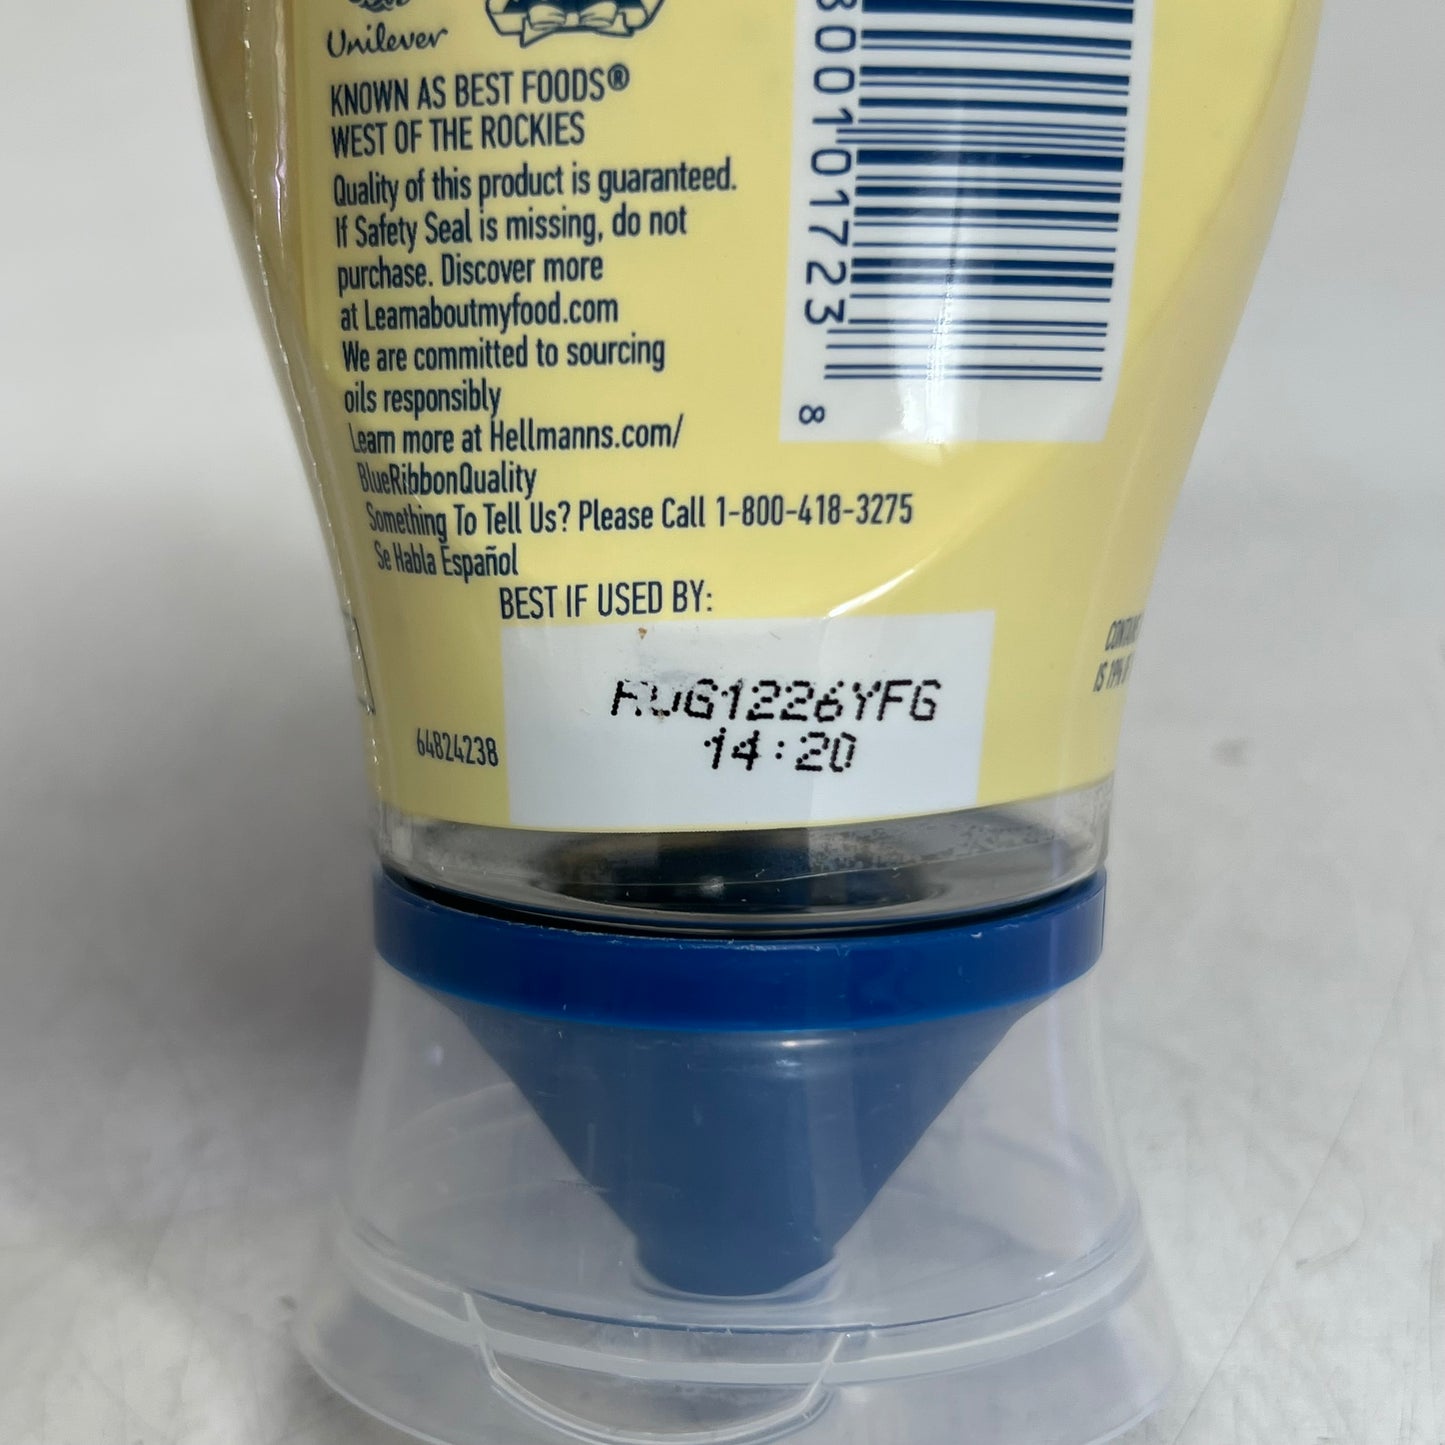 Unilever
KNOWN AS BEST FOODS®
WEST OF THE ROCKIES
Quality of this product is guaranteed.
If Safety Seal is missing, do not
purchase. Discover more
at Learnaboutmyfood.com
We are committed to sourcing
oils responsibly
Learn more at Hellmanns.com/
BlueRibbonQuality
Something To Tell Us? Please Call 1-800-418-3275
Se Habla Español
BEST IF USED BY:
AUG1226YFG
14:20
64824238
800101723
8